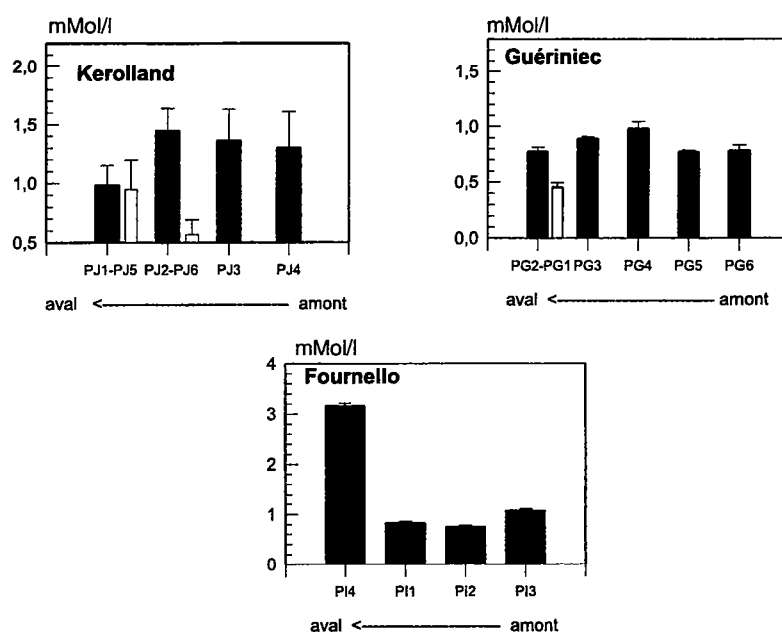 mMol/l
Kerolland
2,0
1,5
1,0
0,5
PJ1-PJ5 PJ2-PJ6 PJ3 PJ4
aval <——————— amont
mMol/l
Guériniec
1,5
1,0
0,5
0,0
PG2-PG1 PG3 PG4 PG5 PG6
aval <——————— amont
mMol/l
Fournello
4
3
2
1
0
PI4 PI1 PI2 PI3
aval <——————— amont